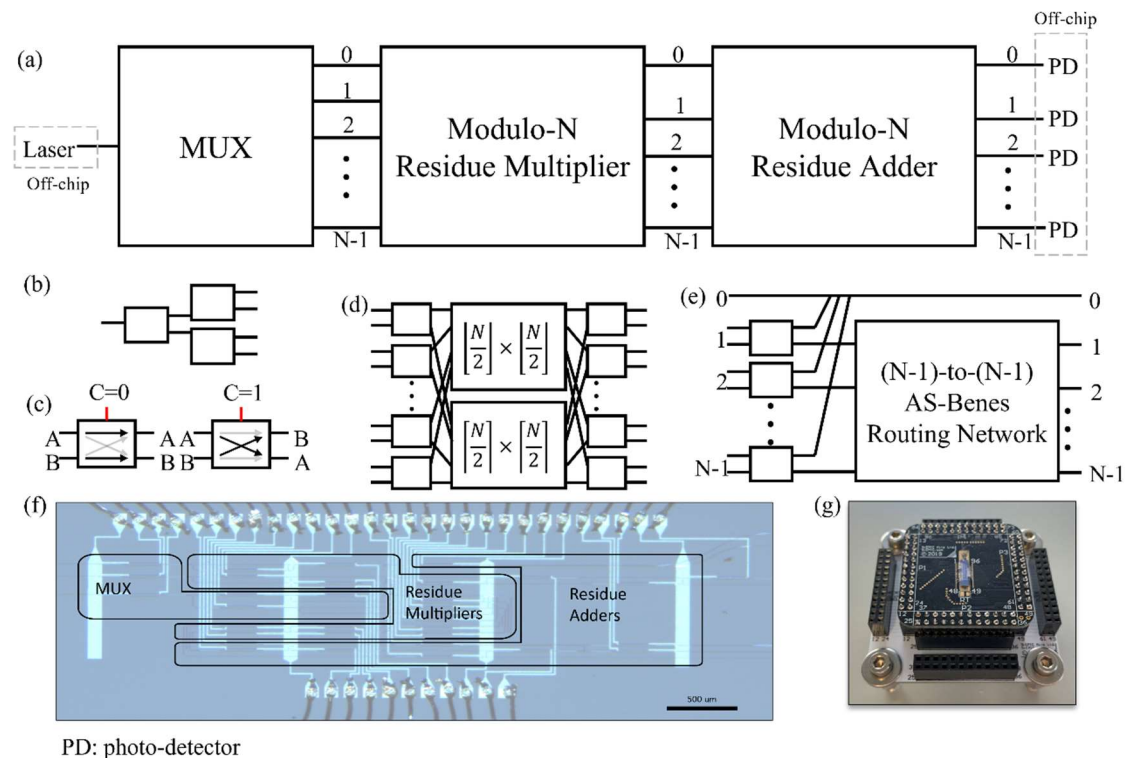 (a)
Laser
Off-chip
MUX
0
1
2
N-1
Modulo-N
Residue Multiplier
0
1
2
N-1
Modulo-N
Residue Adder
0
1
2
N-1
Off-chip
PD
PD
PD
PD
(b)
(c)
C=0
C=1
A
B
A
B
A
B
B
A
(d)
⌊N/2⌋ × ⌊N/2⌋
⌈N/2⌉ × ⌈N/2⌉
(e)
0
1
2
N-1
(N-1)-to-(N-1)
AS-Benes
Routing Network
0
1
2
N-1
(f)
MUX
Residue
Multipliers
Residue
Adders
500 um
(g)
P1
P3
PD: photo-detector